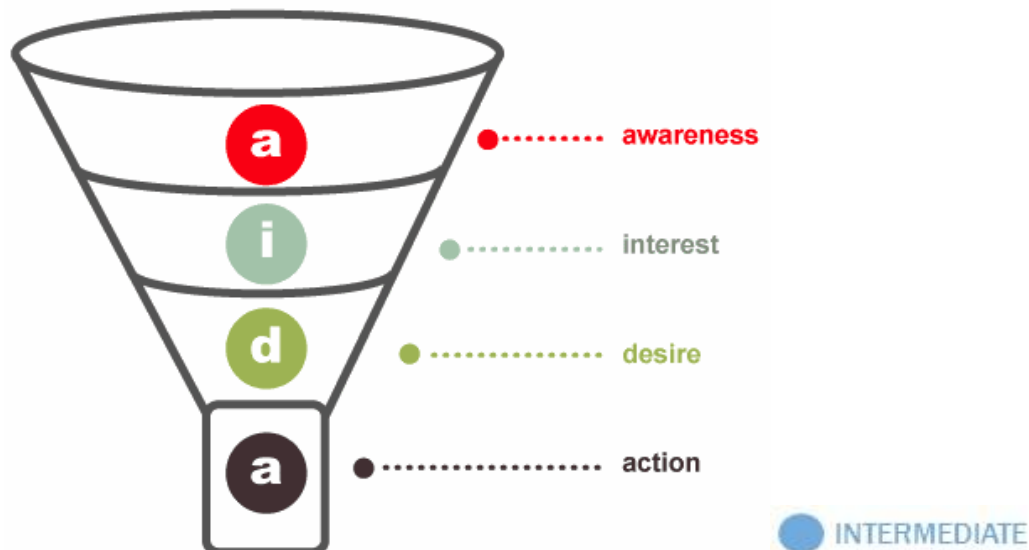 a awareness
i interest
d desire
a action
INTERMEDIATE